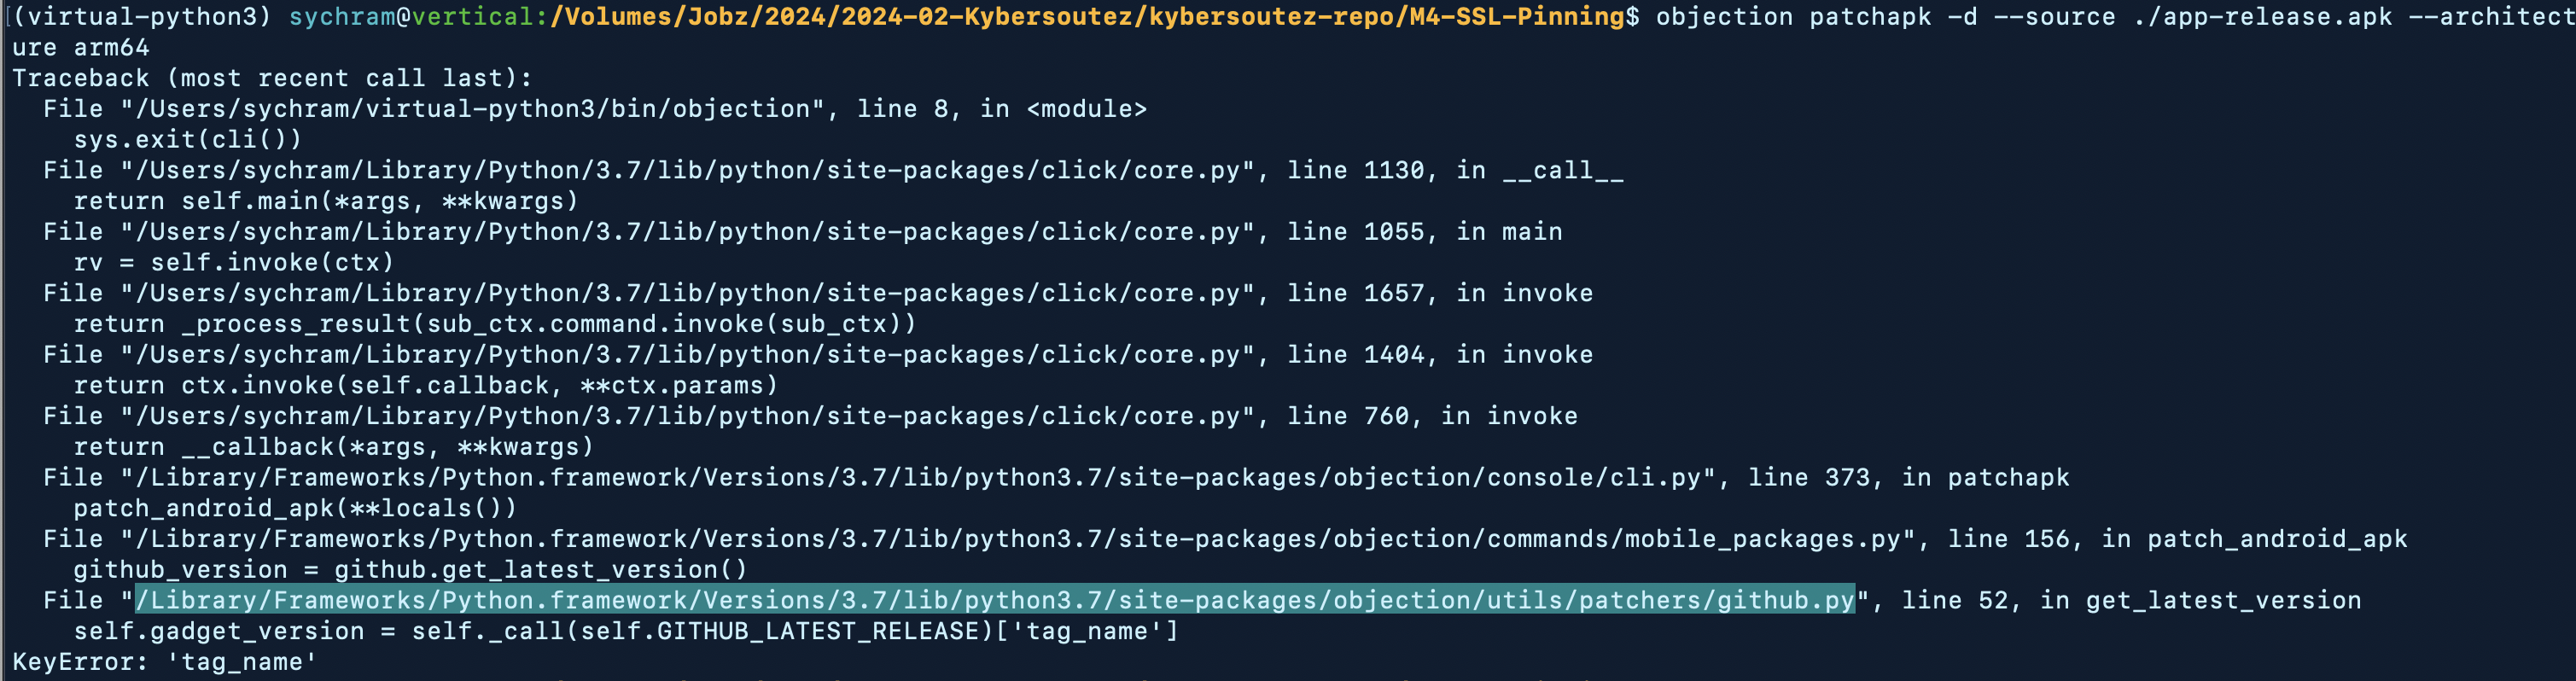 (virtual-python3) sychram@vertical:/Volumes/Jobz/2024/2024-02-Kybersoutez/kybersoutez-repo/M4-SSL-Pinning$ objection patchapk -d --source ./app-release.apk --architect
ure arm64
Traceback (most recent call last):
  File "/Users/sychram/virtual-python3/bin/objection", line 8, in <module>
    sys.exit(cli())
  File "/Users/sychram/Library/Python/3.7/lib/python/site-packages/click/core.py", line 1130, in __call__
    return self.main(*args, **kwargs)
  File "/Users/sychram/Library/Python/3.7/lib/python/site-packages/click/core.py", line 1055, in main
    rv = self.invoke(ctx)
  File "/Users/sychram/Library/Python/3.7/lib/python/site-packages/click/core.py", line 1657, in invoke
    return _process_result(sub_ctx.command.invoke(sub_ctx))
  File "/Users/sychram/Library/Python/3.7/lib/python/site-packages/click/core.py", line 1404, in invoke
    return ctx.invoke(self.callback, **ctx.params)
  File "/Users/sychram/Library/Python/3.7/lib/python/site-packages/click/core.py", line 760, in invoke
    return __callback(*args, **kwargs)
  File "/Library/Frameworks/Python.framework/Versions/3.7/lib/python3.7/site-packages/objection/console/cli.py", line 373, in patchapk
    patch_android_apk(**locals())
  File "/Library/Frameworks/Python.framework/Versions/3.7/lib/python3.7/site-packages/objection/commands/mobile_packages.py", line 156, in patch_android_apk
    github_version = github.get_latest_version()
  File "/Library/Frameworks/Python.framework/Versions/3.7/lib/python3.7/site-packages/objection/utils/patchers/github.py", line 52, in get_latest_version
    self.gadget_version = self._call(self.GITHUB_LATEST_RELEASE)['tag_name']
KeyError: 'tag_name'